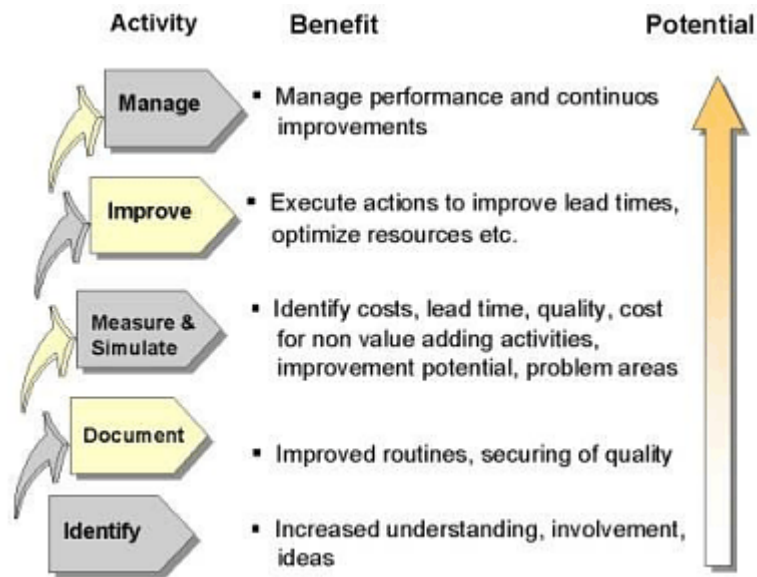 Activity Benefit Potential
Manage
▪ Manage performance and continuos
improvements
Improve
▪ Execute actions to improve lead times,
optimize resources etc.
Measure &
Simulate
▪ Identify costs, lead time, quality, cost
for non value adding activities,
improvement potential, problem areas
Document
▪ Improved routines, securing of quality
Identify
▪ Increased understanding, involvement,
ideas